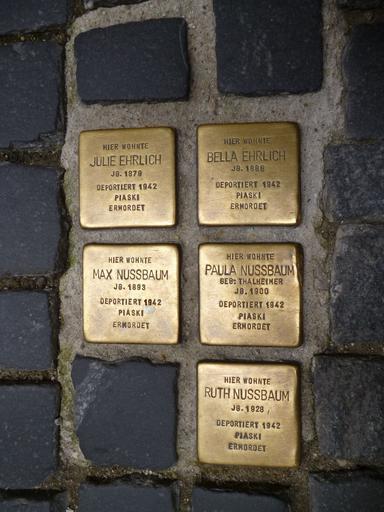 HIER WOHNTE
JULIE EHRLICH
JG. 1879
DEPORTIERT 1942
PIASKI
ERMORDET
HIER WOHNTE
BELLA EHRLICH
JG. 1886
DEPORTIERT 1942
PIASKI
ERMORDET
HIER WOHNTE
MAX NUSSBAUM
JG. 1893
DEPORTIERT 1942
PIASKI
ERMORDET
HIER WOHNTE
PAULA NUSSBAUM
GEB. THALHEIMER
JG. 1900
DEPORTIERT 1942
PIASKI
ERMORDET
HIER WOHNTE
RUTH NUSSBAUM
JG. 1928
DEPORTIERT 1942
PIASKI
ERMORDET